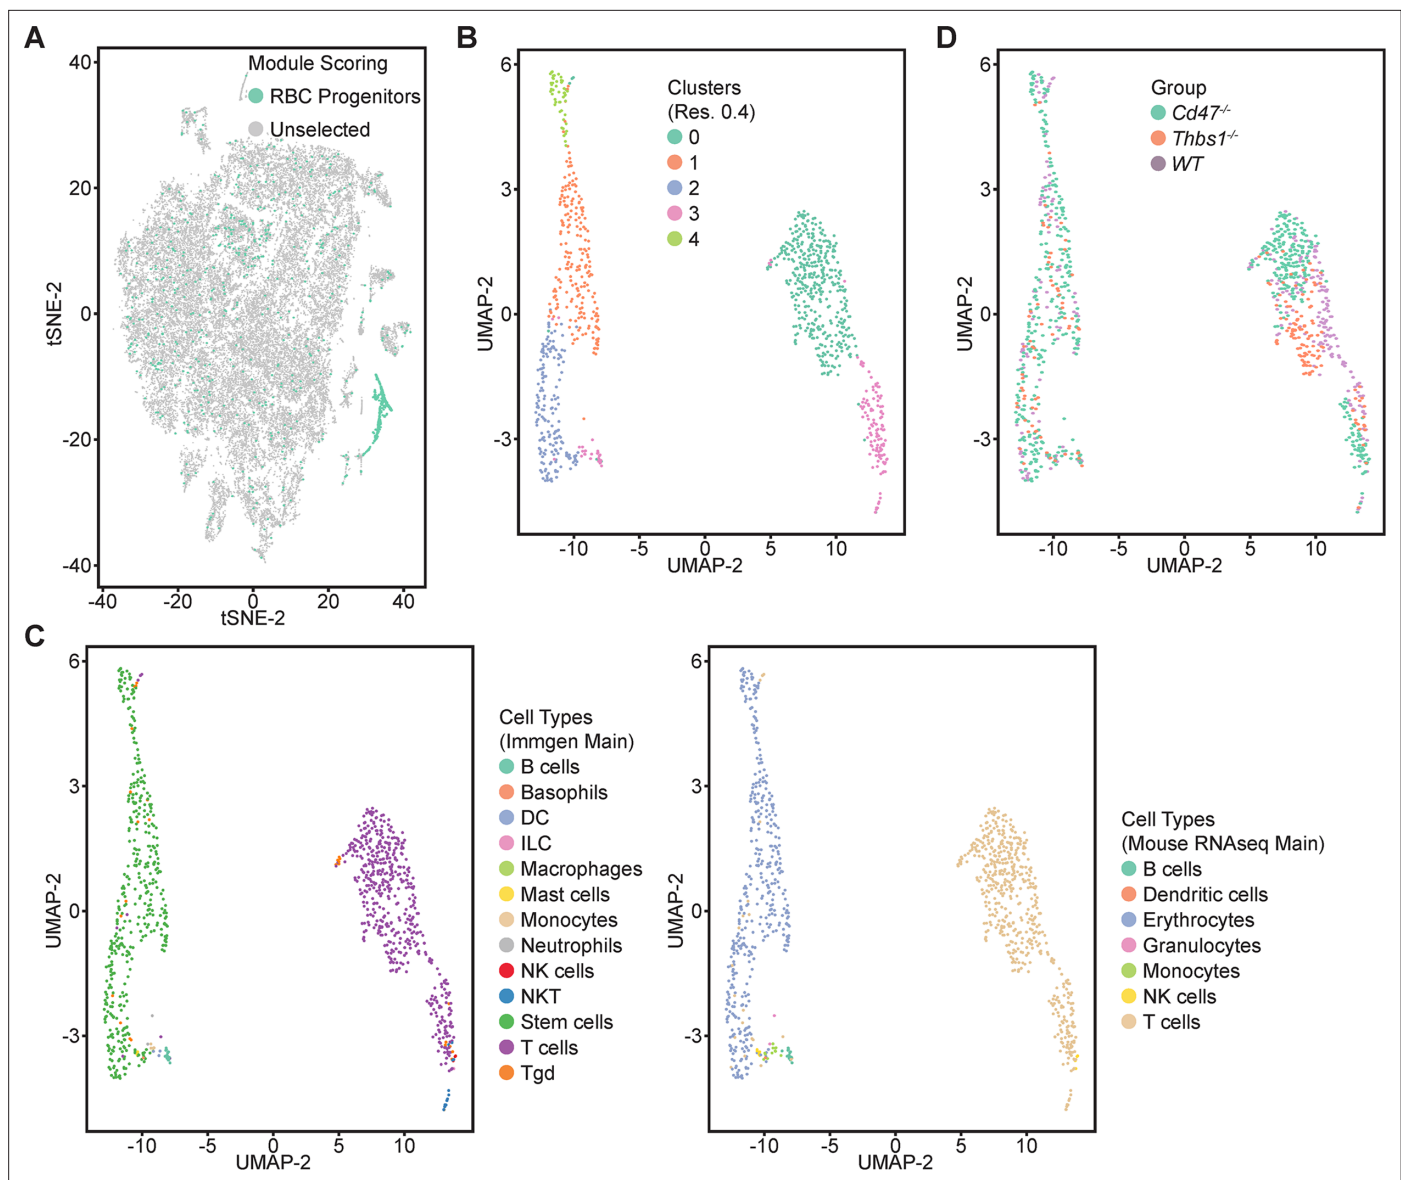 A
Module Scoring
RBC Progenitors
Unselected
40
20
0
-20
-40
-40
-20
0
20
40
tSNE-2
tSNE-2
B
Clusters
(Res. 0.4)
0
1
2
3
4
6
3
0
-3
-10
-5
0
5
10
UMAP-2
UMAP-2
D
Group
Cd47-/-
Thbs1-/-
WT
6
3
0
-3
-10
-5
0
5
10
UMAP-2
UMAP-2
C
6
3
0
-3
-10
-5
0
5
10
UMAP-2
UMAP-2
Cell Types
(Immgen Main)
B cells
Basophils
DC
ILC
Macrophages
Mast cells
Monocytes
Neutrophils
NK cells
NKT
Stem cells
T cells
Tgd
6
3
0
-3
-10
-5
0
5
10
UMAP-2
UMAP-2
Cell Types
(Mouse RNAseq Main)
B cells
Dendritic cells
Erythrocytes
Granulocytes
Monocytes
NK cells
T cells